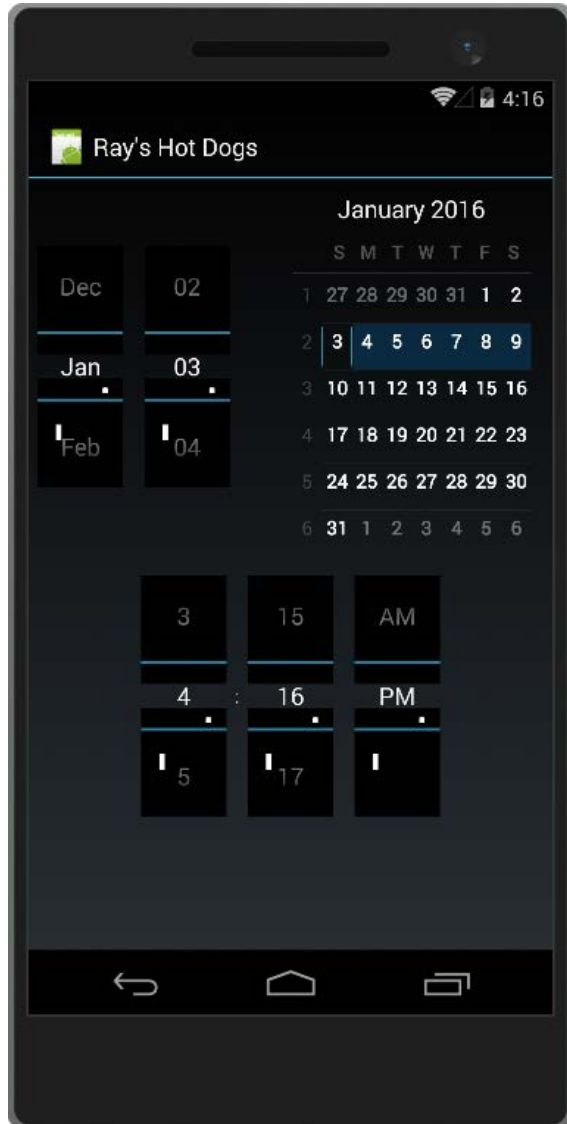 4:16
Ray's Hot Dogs
January 2016
S M T W T F S
Dec 02
1 27 28 29 30 31 1 2
2 3 4 5 6 7 8 9
Jan 03
3 10 11 12 13 14 15 16
Feb 04
4 17 18 19 20 21 22 23
5 24 25 26 27 28 29 30
6 31 1 2 3 4 5 6
3 15 AM
4 : 16 PM
5 17